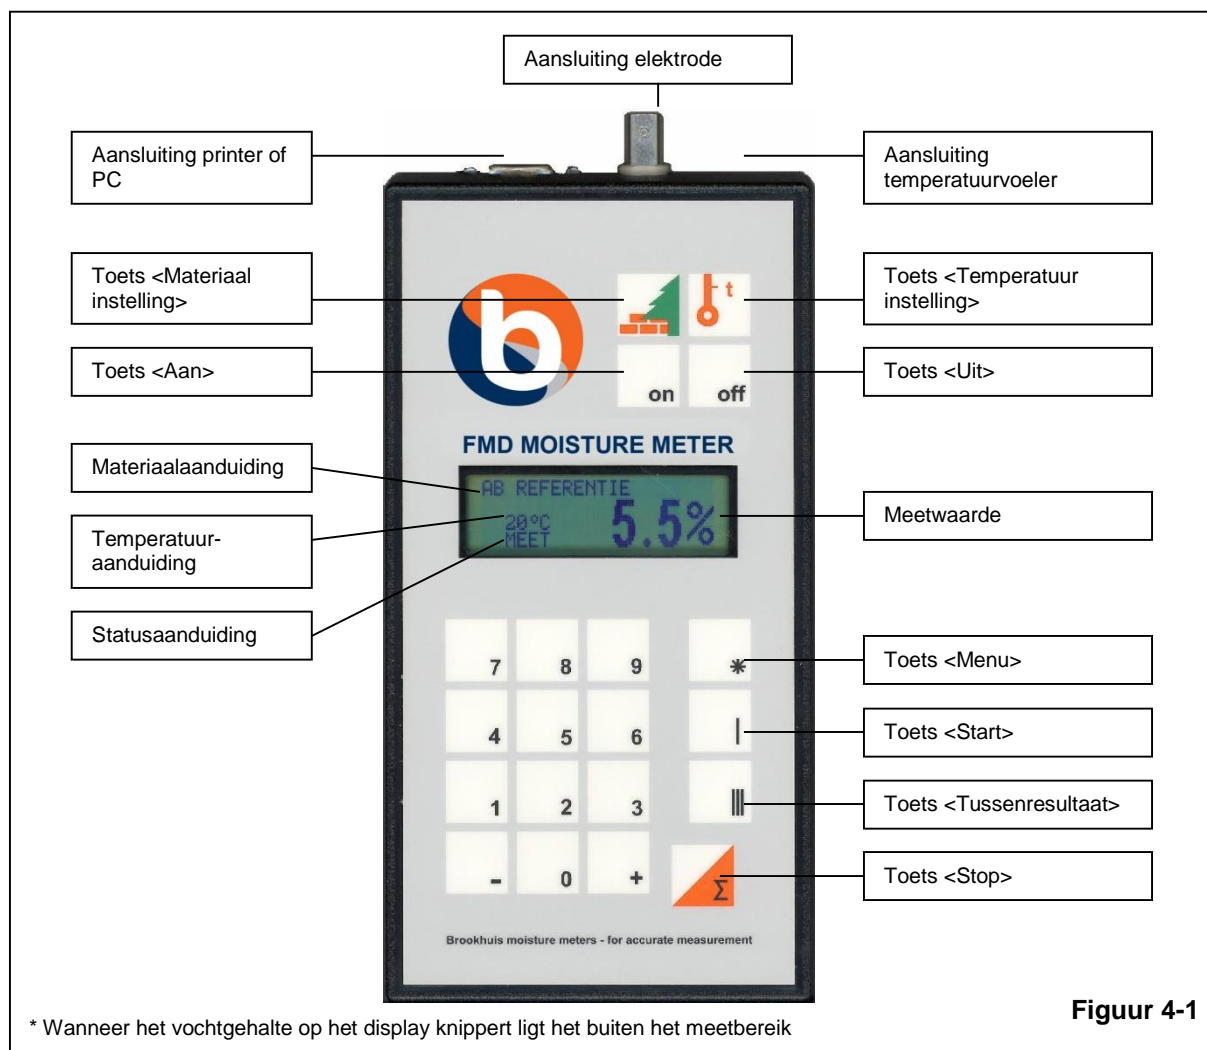 Aansluiting elektrode
Aansluiting printer of
PC
Aansluiting
temperatuurvoeler
Toets <Materiaal
instelling>
t
Toets <Temperatuur
instelling>
b
Toets <Aan>
on
off
Toets <Uit>
FMD MOISTURE METER
Materiaalaanduiding
AB REFERENTIE
20°C
MEET
5.5%
Meetwaarde
Temperatuur-
aanduiding
Statusaanduiding
7 8 9 *
Toets <Menu>
4 5 6 |
Toets <Start>
1 2 3 |||
Toets <Tussenresultaat>
- 0 + Σ
Toets <Stop>
Brookhuis moisture meters - for accurate measurement
Figuur 4-1
* Wanneer het vochtgehalte op het display knippert ligt het buiten het meetbereik